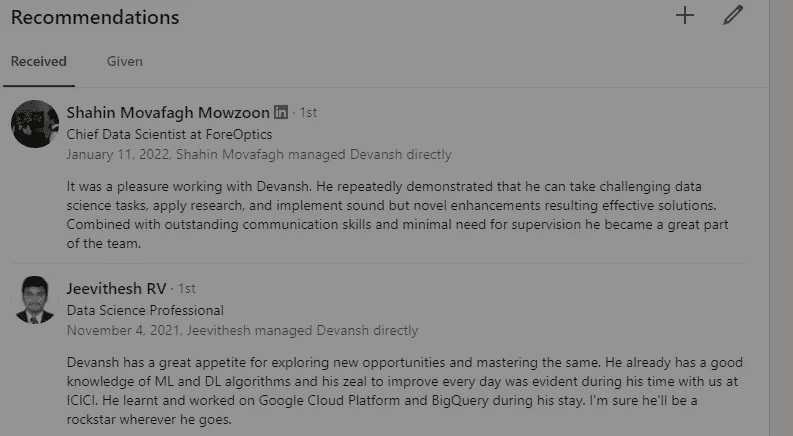 Recommendations
Received
Given
Shahin Movafagh Mowzoon in · 1st
Chief Data Scientist at ForeOptics
January 11, 2022, Shahin Movafagh managed Devansh directly
It was a pleasure working with Devansh. He repeatedly demonstrated that he can take challenging data
science tasks, apply research, and implement sound but novel enhancements resulting effective solutions.
Combined with outstanding communication skills and minimal need for supervision he became a great part
of the team.
Jeevithesh RV · 1st
Data Science Professional
November 4, 2021, Jeevithesh managed Devansh directly
Devansh has a great appetite for exploring new opportunities and mastering the same. He already has a good
knowledge of ML and DL algorithms and his zeal to improve every day was evident during his time with us at
ICICI. He learnt and worked on Google Cloud Platform and BigQuery during his stay. I'm sure he'll be a
rockstar wherever he goes.